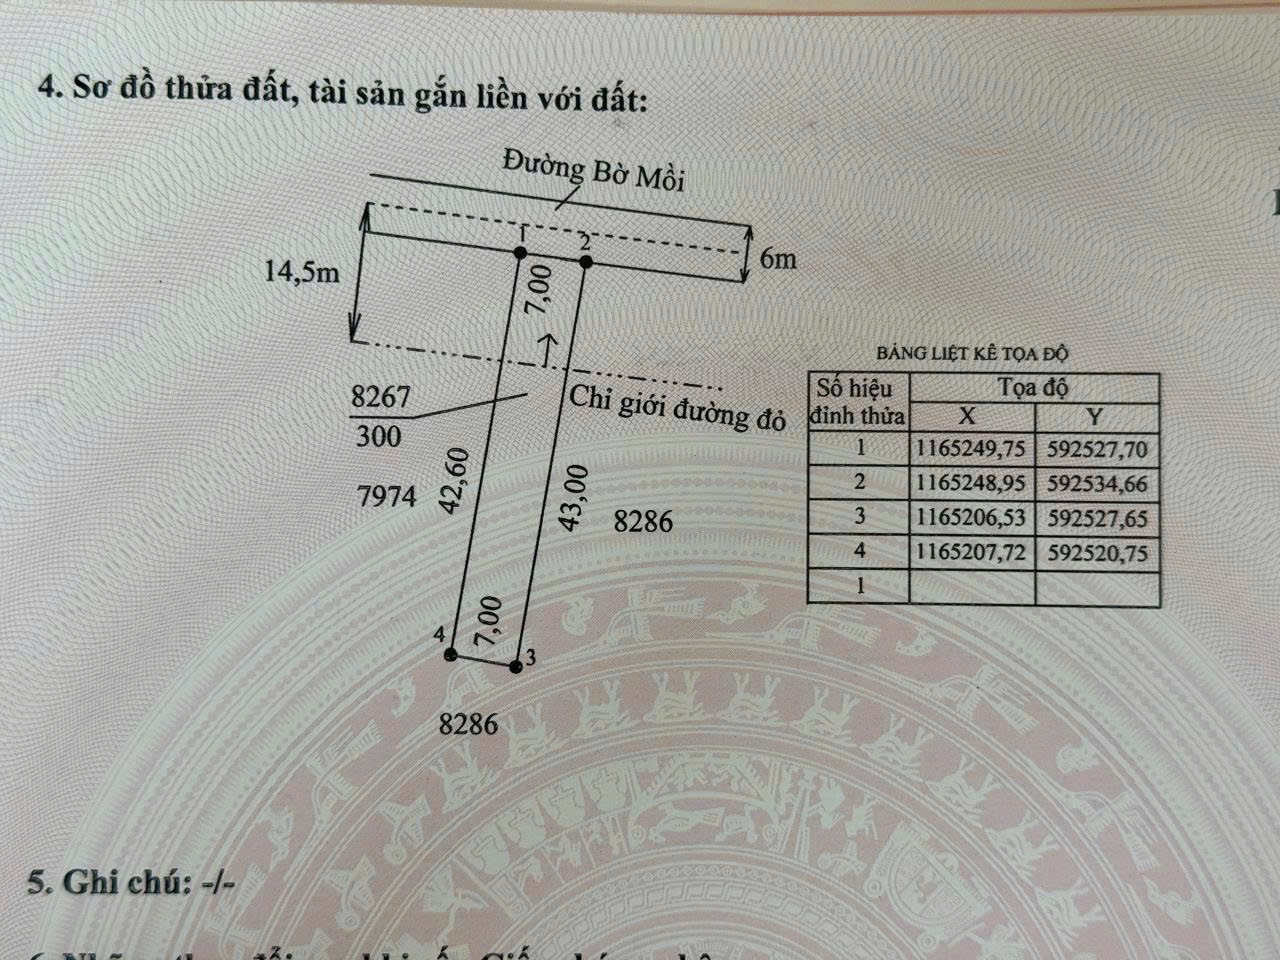 4. Sơ đồ thửa đất, tài sản gắn liền với đất:
Đường Bờ Mồi
1
2
6m
14,5m
7,00
Chỉ giới đường đỏ
8267
300
7974
42,60
43,00
8286
7,00
4
3
8286
BẢNG LIỆT KÊ TỌA ĐỘ
Số hiệu đỉnh thửa
Tọa độ
X Y
1 1165249,75 592527,70
2 1165248,95 592534,66
3 1165206,53 592527,65
4 1165207,72 592520,75
1
5. Ghi chú: -/-